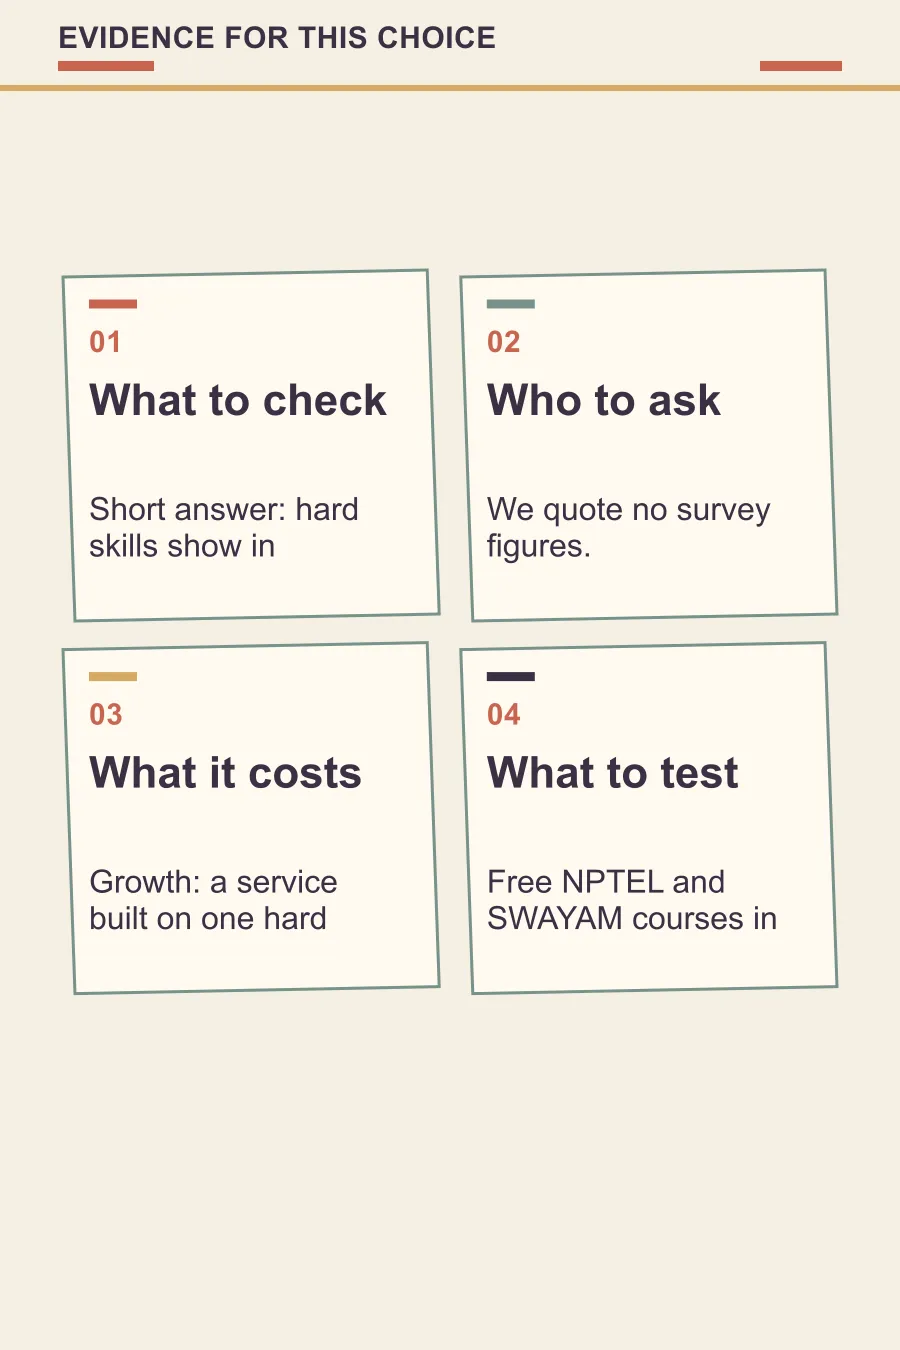 EVIDENCE FOR THIS CHOICE
01
What to check
Short answer: hard
skills show in
02
Who to ask
We quote no survey
figures.
03
What it costs
Growth: a service
built on one hard
04
What to test
Free NPTEL and
SWAYAM courses in